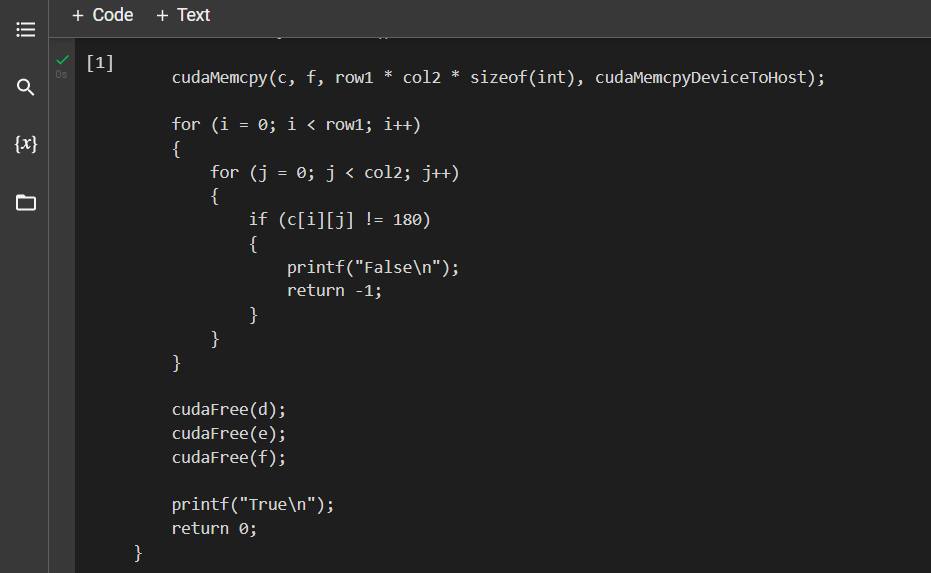 + Code + Text
[1]
0s
cudaMemcpy(c, f, row1 * col2 * sizeof(int), cudaMemcpyDeviceToHost);
for (i = 0; i < row1; i++)
{
for (j = 0; j < col2; j++)
{
if (c[i][j] != 180)
{
printf("False\n");
return -1;
}
}
}
cudaFree(d);
cudaFree(e);
cudaFree(f);
printf("True\n");
return 0;
}
{x}